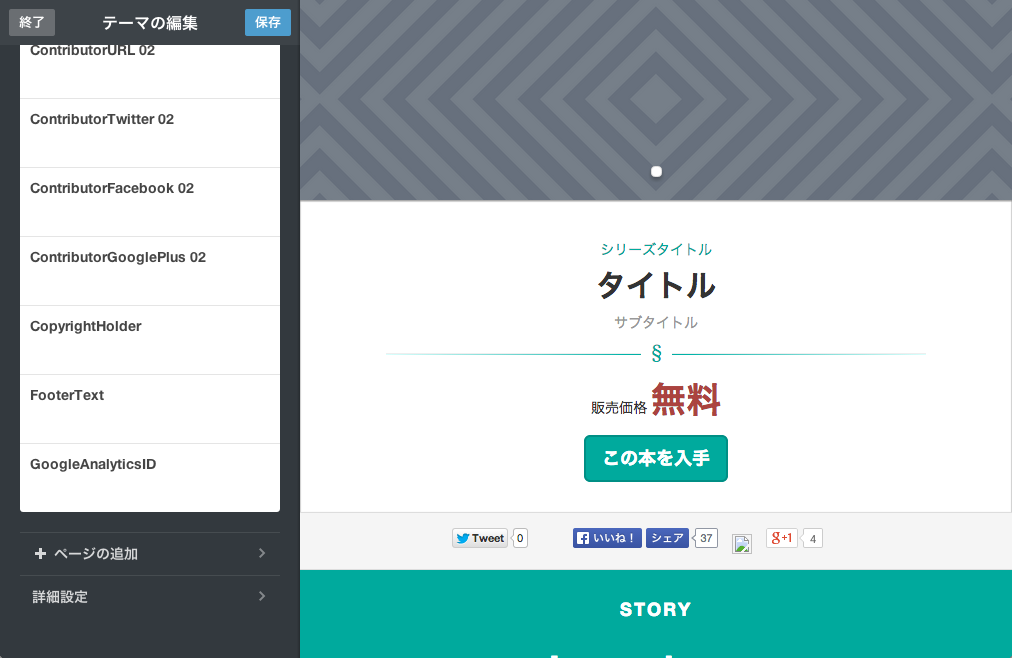 終了
テーマの編集
保存
ContributorURL 02
ContributorTwitter 02
ContributorFacebook 02
ContributorGooglePlus 02
CopyrightHolder
FooterText
GoogleAnalyticsID
ページの追加
詳細設定
シリーズタイトル
タイトル
サブタイトル
§
販売価格 無料
この本を入手
Tweet 0 いいね！ シェア 37 g+1 4
STORY